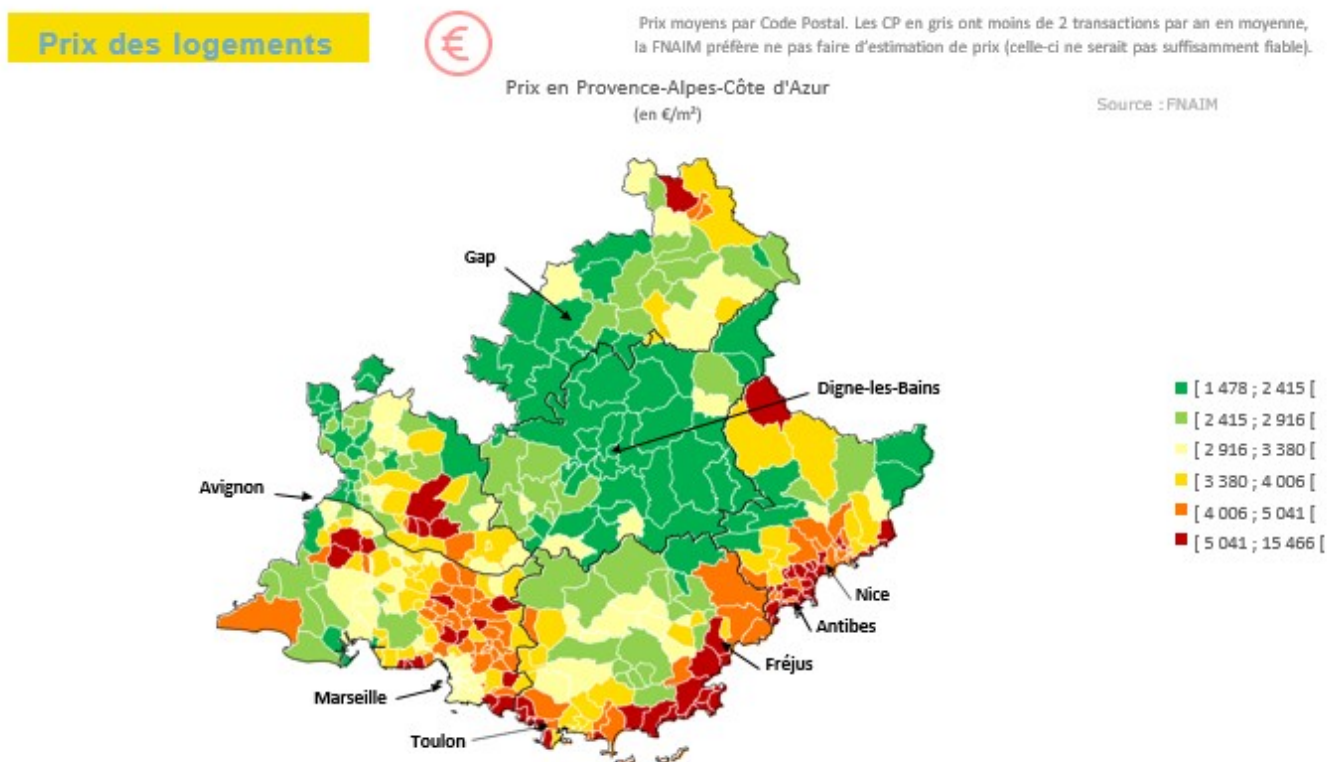 Prix des logements
€
Prix moyens par Code Postal. Les CP en gris ont moins de 2 transactions par an en moyenne,
la FNAIM préfère ne pas faire d'estimation de prix (celle-ci ne serait pas suffisamment fiable).
Prix en Provence-Alpes-Côte d'Azur
(en €/m²)
Source : FNAIM
Gap
Digne-les-Bains
Avignon
Nice
Antibes
Fréjus
Marseille
Toulon
[ 1 478 ; 2 415 [
[ 2 415 ; 2 916 [
[ 2 916 ; 3 380 [
[ 3 380 ; 4 006 [
[ 4 006 ; 5 041 [
[ 5 041 ; 15 466 [